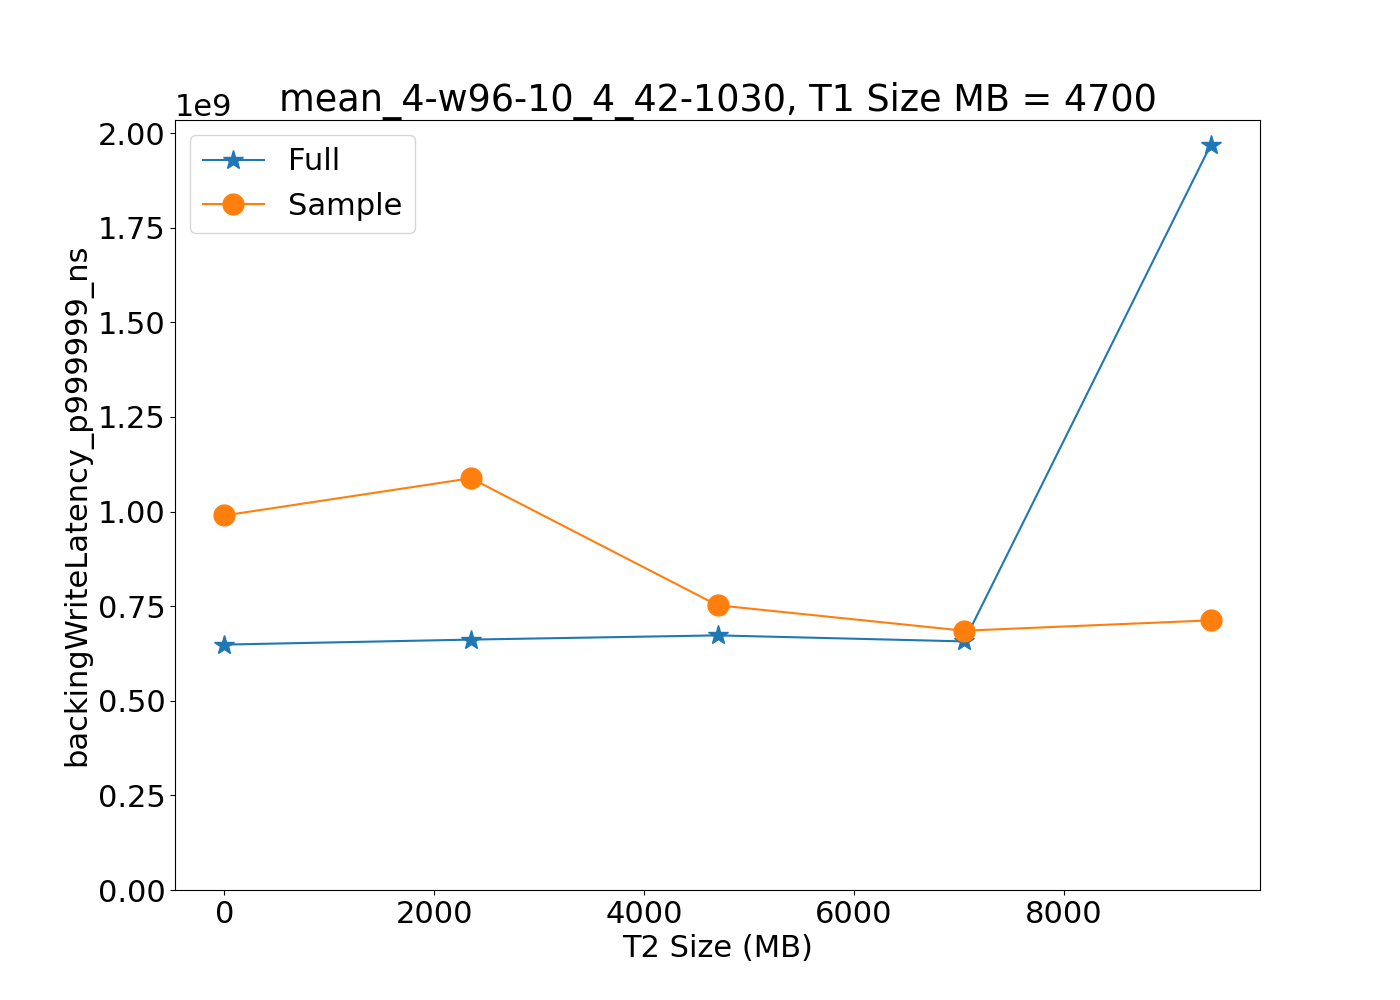 mean_4-w96-10_4_42-1030, T1 Size MB = 4700
1e9
2.00
1.75
1.50
1.25
1.00
0.75
0.50
0.25
0.00
backingWriteLatency_p999999_ns
Full
Sample
0
2000
4000
6000
8000
T2 Size (MB)